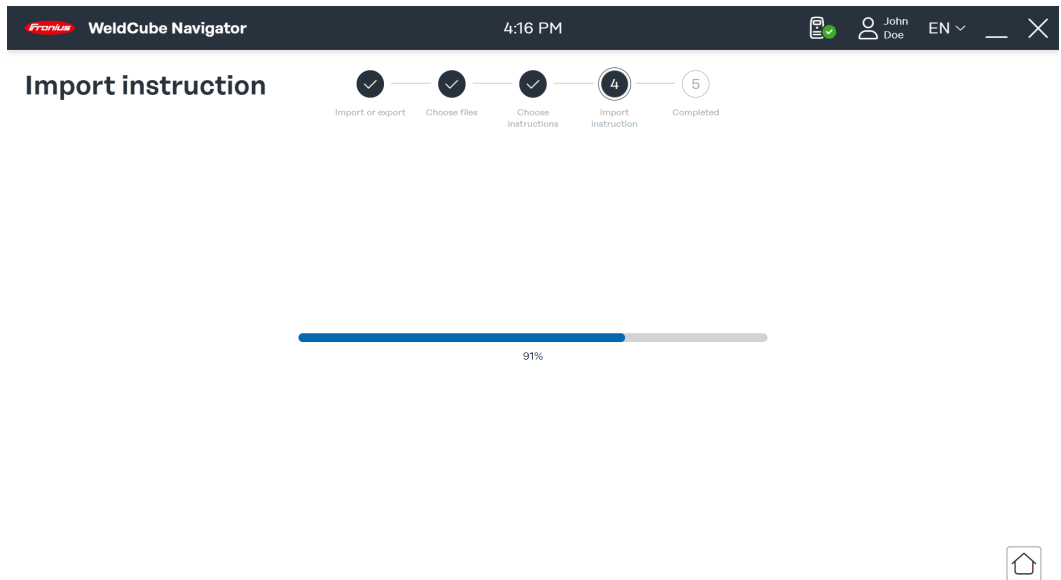 Fronius WeldCube Navigator 4:16 PM John Doe EN
Import instruction
4 5
Import or export Choose files Choose instructions Import instruction Completed
91%